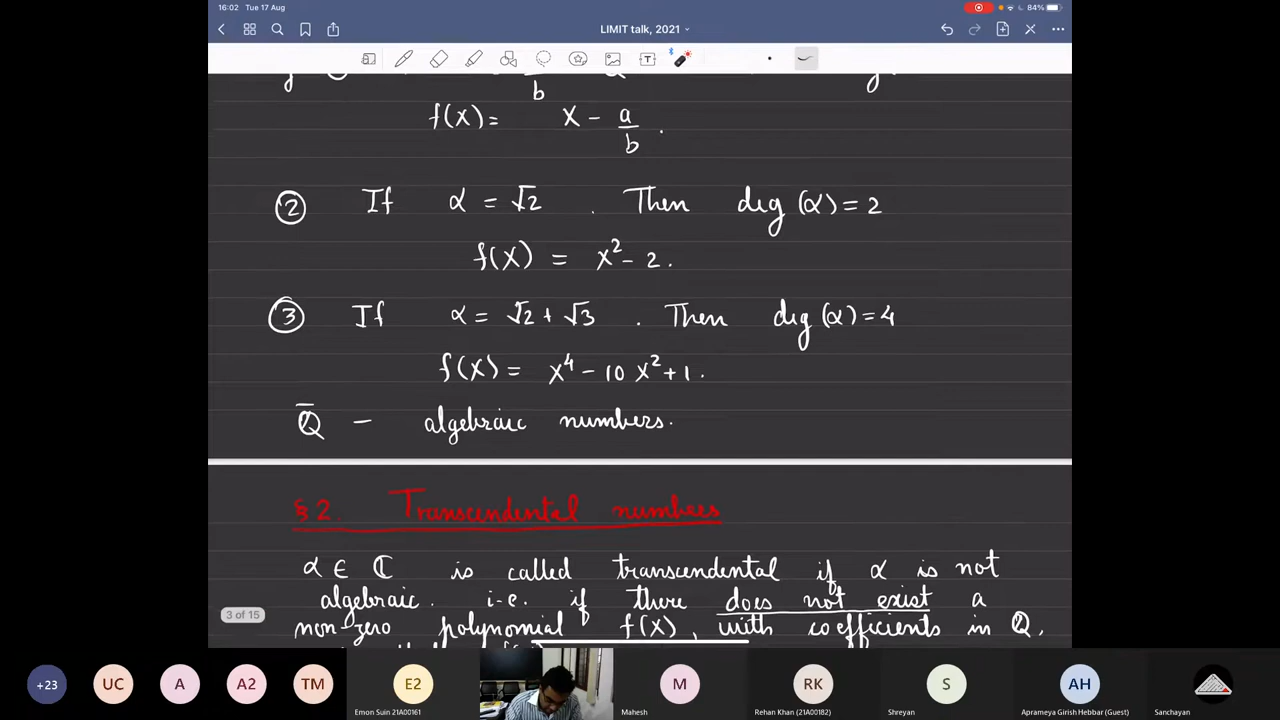 16:02 Tue 17 Aug
84%
LIMIT talk, 2021
b
f(X) = X - a/b .
② If α = √2 . Then deg (α) = 2
f(X) = X² - 2.
③ If α = √2 + √3 . Then deg (α) = 4
f(X) = X⁴ - 10 X² + 1.
Q̅ - algebraic numbers.
§ 2. Transcendental numbers
α ∈ ℂ is called transcendental if α is not
algebraic. i.e. if there does not exist a
non-zero polynomial f(X), with coefficients in ℚ,
3 of 15
+23 UC A A2 TM E2 M RK S AH
Emon Suin 21A00161 Mahesh Rehan Khan (21A00182) Shreyan Aprameya Girish Hebbar (Guest) Sanchayan